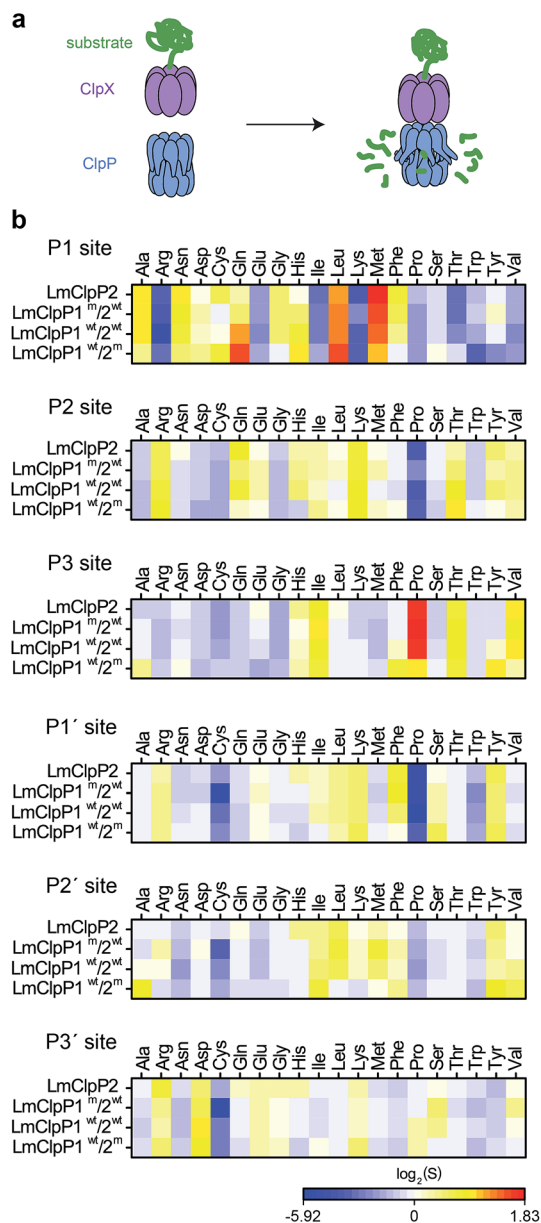 a
substrate
ClpX
ClpP
b
P1 site
Ala Arg Asn Asp Cys Gln Glu Gly His Ile Leu Lys Met Phe Pro Ser Thr Trp Tyr Val
LmClpP2
LmClpP1 m/2wt
LmClpP1 wt/2wt
LmClpP1 wt/2m
P2 site
Ala Arg Asn Asp Cys Gln Glu Gly His Ile Leu Lys Met Phe Pro Ser Thr Trp Tyr Val
LmClpP2
LmClpP1 m/2wt
LmClpP1 wt/2wt
LmClpP1 wt/2m
P3 site
Ala Arg Asn Asp Cys Gln Glu Gly His Ile Leu Lys Met Phe Pro Ser Thr Trp Tyr Val
LmClpP2
LmClpP1 m/2wt
LmClpP1 wt/2wt
LmClpP1 wt/2m
P1´ site
Ala Arg Asn Asp Cys Gln Glu Gly His Ile Leu Lys Met Phe Pro Ser Thr Trp Tyr Val
LmClpP2
LmClpP1 m/2wt
LmClpP1 wt/2wt
LmClpP1 wt/2m
P2´ site
Ala Arg Asn Asp Cys Gln Glu Gly His Ile Leu Lys Met Phe Pro Ser Thr Trp Tyr Val
LmClpP2
LmClpP1 m/2wt
LmClpP1 wt/2wt
LmClpP1 wt/2m
P3´ site
Ala Arg Asn Asp Cys Gln Glu Gly His Ile Leu Lys Met Phe Pro Ser Thr Trp Tyr Val
LmClpP2
LmClpP1 m/2wt
LmClpP1 wt/2wt
LmClpP1 wt/2m
log2(S)
-5.92 0 1.83